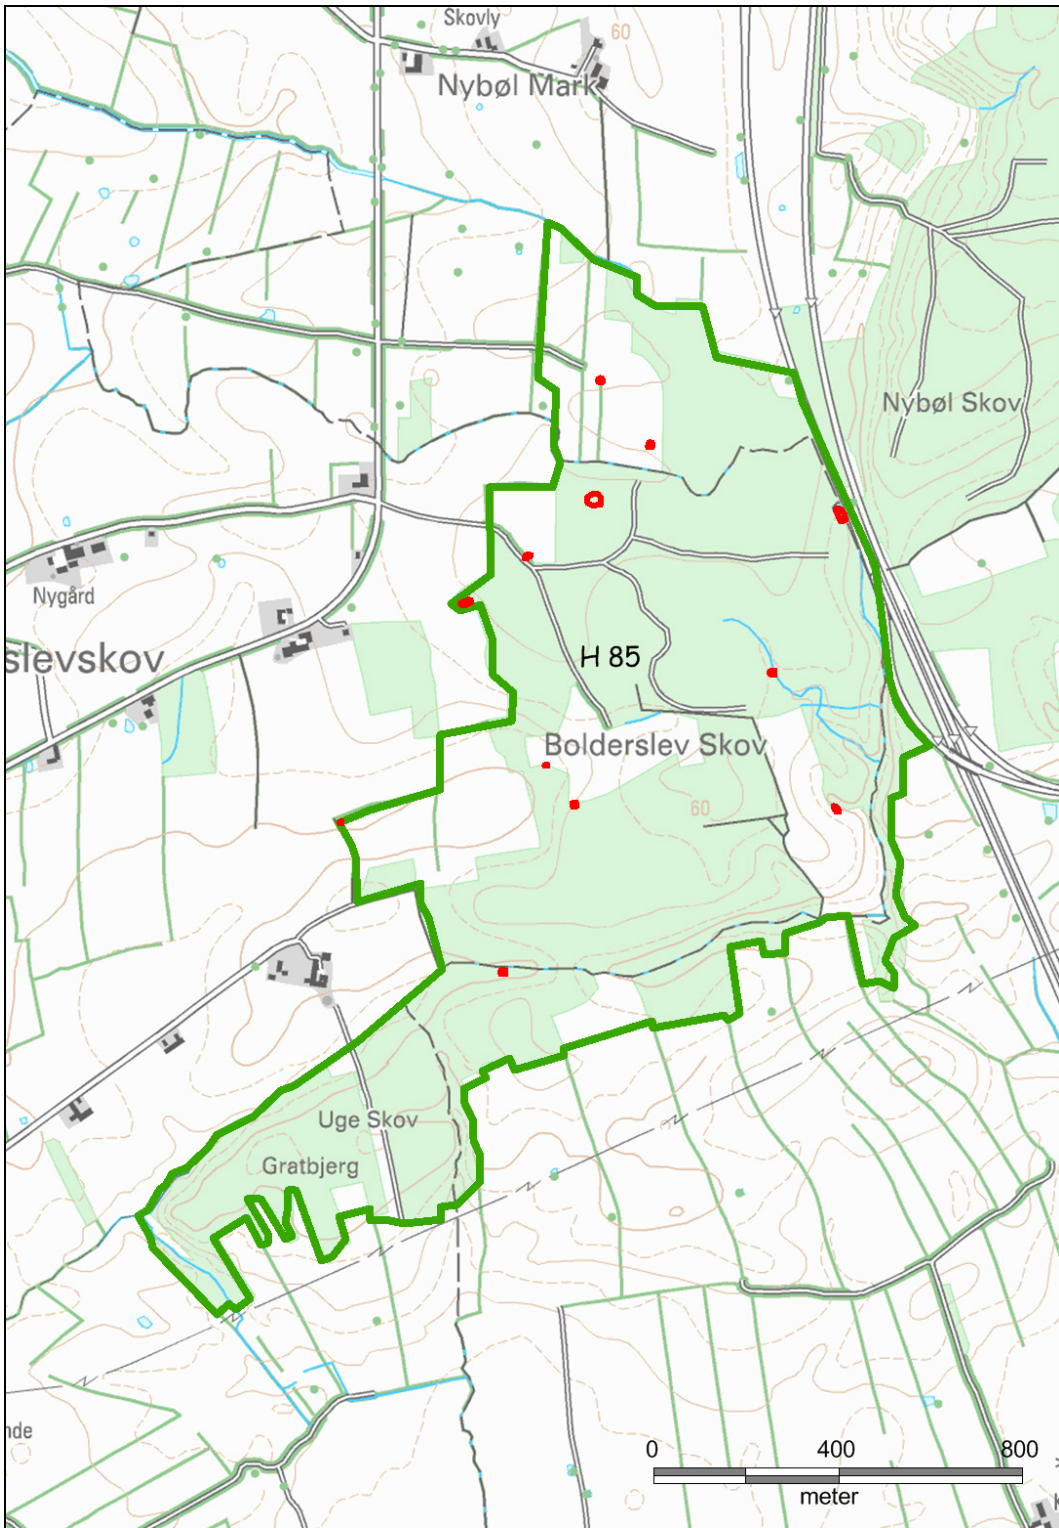 Skovly
60
Nybøl Mark
Nybøl Skov
Nygård
slevskov
H 85
Bolderslev Skov
60
Uge Skov
Gratbjerg
nde
0 400 800
meter